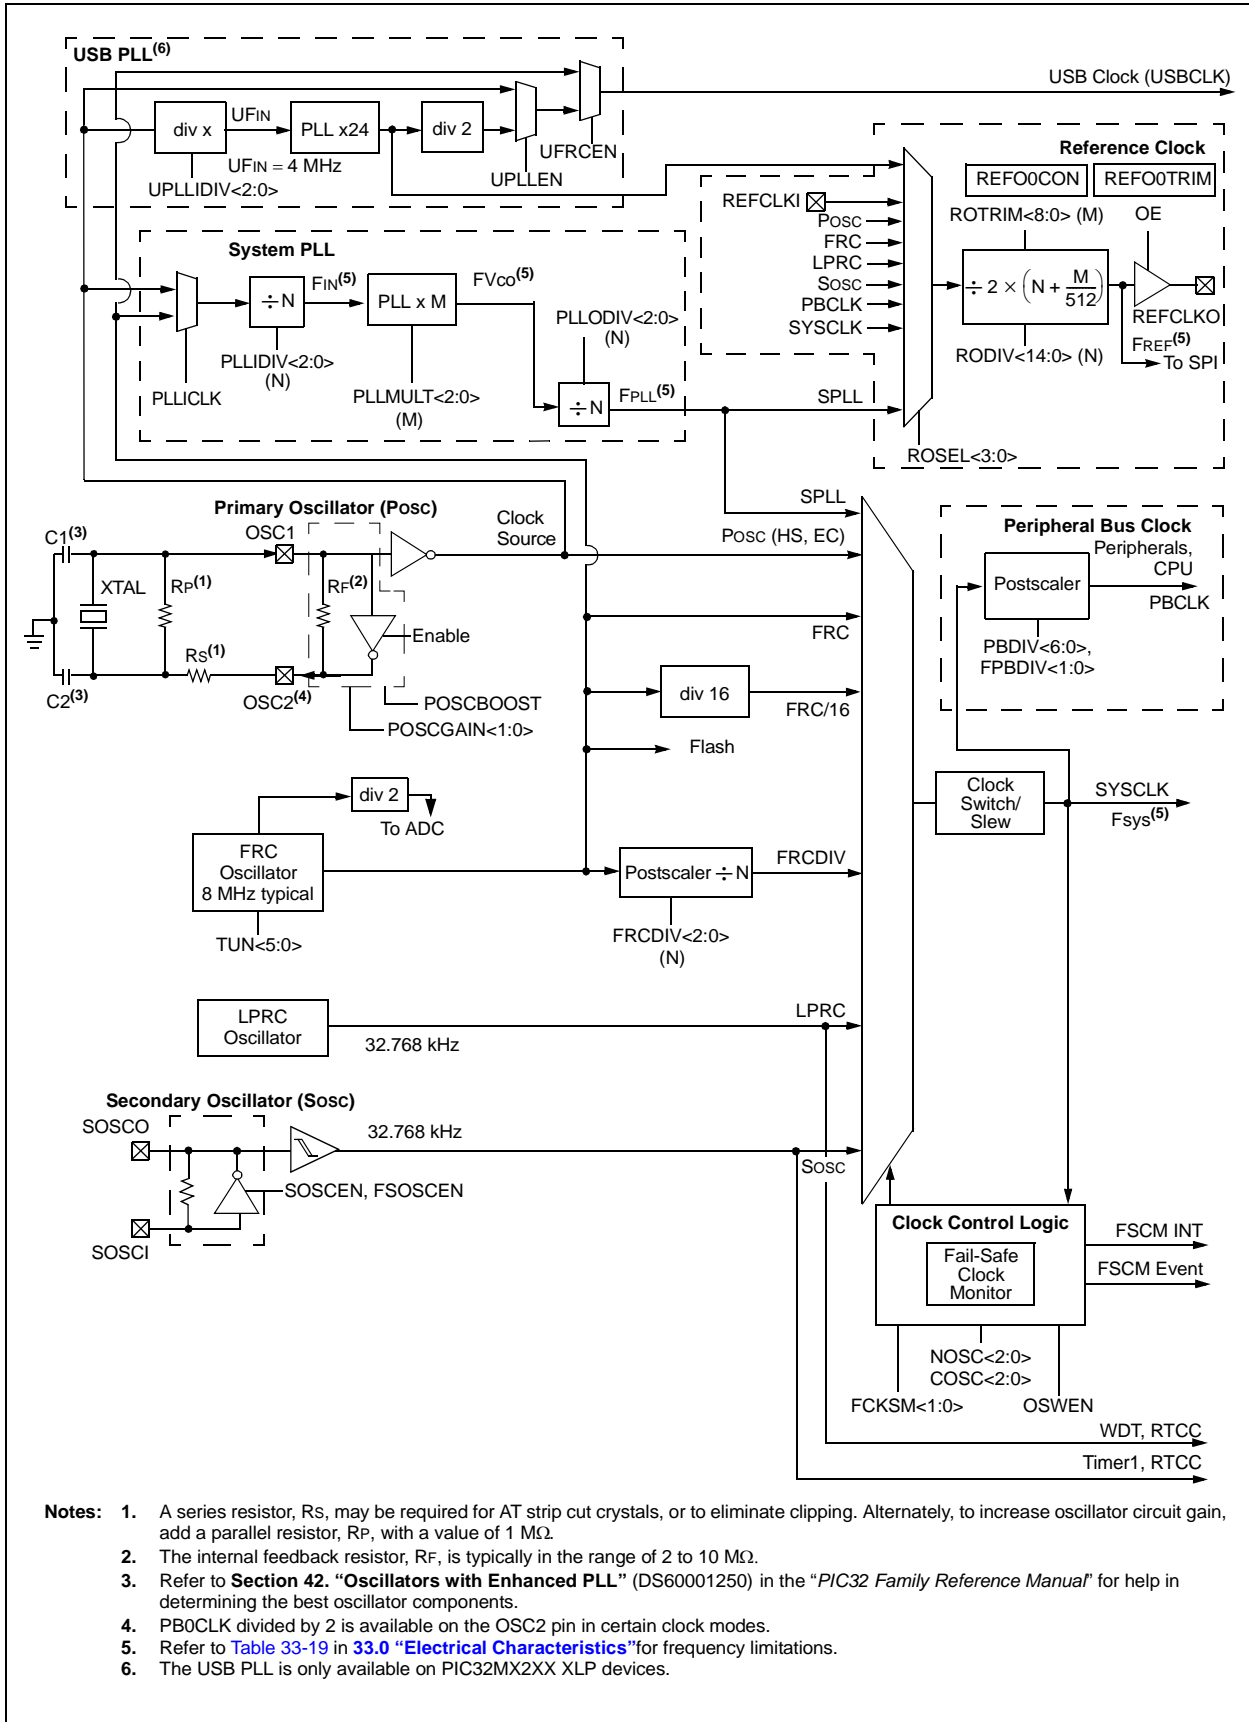 USB PLL(6)
USB Clock (USBCLK)
div x
UFIN
PLL x24
div 2
UFIN = 4 MHz
UFRCEN
UPLLIDIV<2:0>
UPLLEN
Reference Clock
REFO0CON
REFO0TRIM
REFCLKI
POSC
FRC
LPRC
SOSC
PBCLK
SYSCLK
ROTRIM<8:0> (M)
OE
÷ 2 × (N + M/512)
REFCLKO
RODIV<14:0> (N)
FREF(5)
To SPI
SPLL
ROSEL<3:0>
System PLL
÷ N
FIN(5)
PLL x M
FVco(5)
PLLODIV<2:0>
(N)
PLLICLK
PLLIDIV<2:0>
(N)
PLLMULT<2:0>
(M)
÷ N
FPLL(5)
Primary Oscillator (POSC)
C1(3)
OSC1
Clock
Source
XTAL
RP(1)
RF(2)
Enable
RS(1)
C2(3)
OSC2(4)
POSCBOOST
POSCGAIN<1:0>
SPLL
POSC (HS, EC)
FRC
div 16
FRC/16
Flash
Peripheral Bus Clock
Peripherals,
CPU
Postscaler
PBCLK
PBDIV<6:0>,
FPBDIV<1:0>
Clock
Switch/
Slew
SYSCLK
Fsys(5)
div 2
To ADC
FRC
Oscillator
8 MHz typical
TUN<5:0>
Postscaler ÷ N
FRCDIV
FRCDIV<2:0>
(N)
LPRC
Oscillator
32.768 kHz
LPRC
Secondary Oscillator (SOSC)
SOSCO
32.768 kHz
SOSCEN, FSOSCEN
SOSCI
SOSC
Clock Control Logic
Fail-Safe
Clock
Monitor
FSCM INT
FSCM Event
NOSC<2:0>
COSC<2:0>
FCKSM<1:0>
OSWEN
WDT, RTCC
Timer1, RTCC
Notes: 1. A series resistor, RS, may be required for AT strip cut crystals, or to eliminate clipping. Alternately, to increase oscillator circuit gain,
add a parallel resistor, RP, with a value of 1 MΩ.
2. The internal feedback resistor, RF, is typically in the range of 2 to 10 MΩ.
3. Refer to Section 42. “Oscillators with Enhanced PLL” (DS60001250) in the “PIC32 Family Reference Manual” for help in
determining the best oscillator components.
4. PB0CLK divided by 2 is available on the OSC2 pin in certain clock modes.
5. Refer to Table 33-19 in 33.0 “Electrical Characteristics”for frequency limitations.
6. The USB PLL is only available on PIC32MX2XX XLP devices.